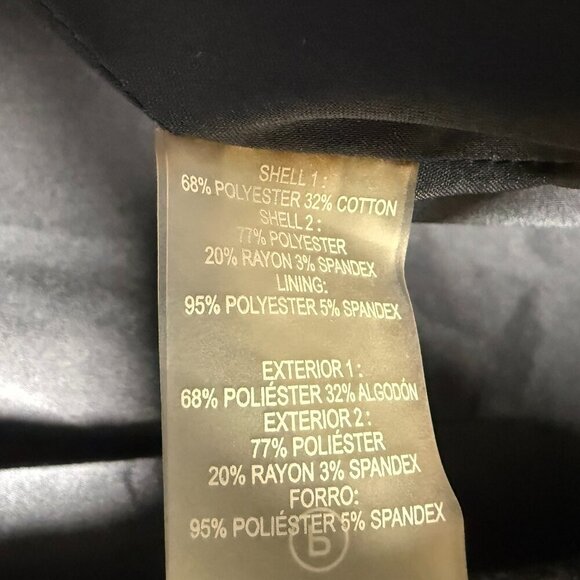 SHELL 1 :
68% POLYESTER 32% COTTON
SHELL 2 :
77% POLYESTER
20% RAYON 3% SPANDEX
LINING:
95% POLYESTER 5% SPANDEX
EXTERIOR 1 :
68% POLIÉSTER 32% ALGODÓN
EXTERIOR 2 :
77% POLIÉSTER
20% RAYON 3% SPANDEX
FORRO:
95% POLIÉSTER 5% SPANDEX